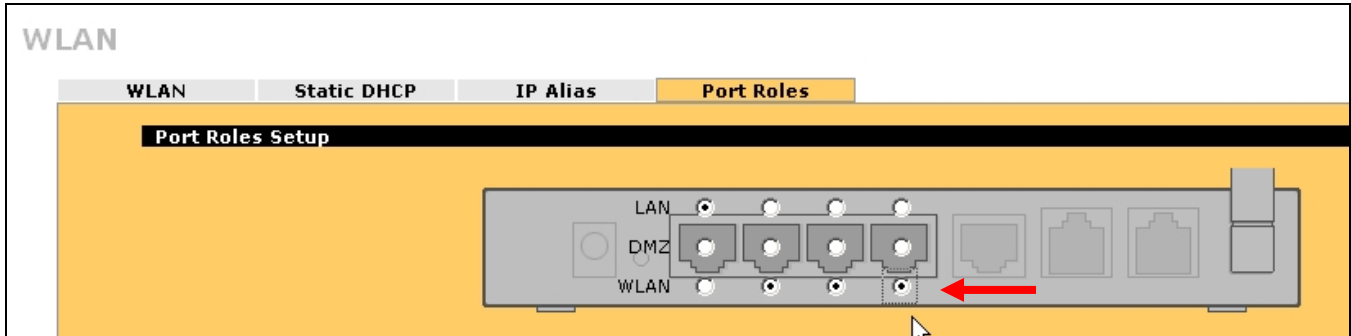 WLAN
WLAN Static DHCP IP Alias Port Roles
Port Roles Setup
LAN
DMZ
WLAN